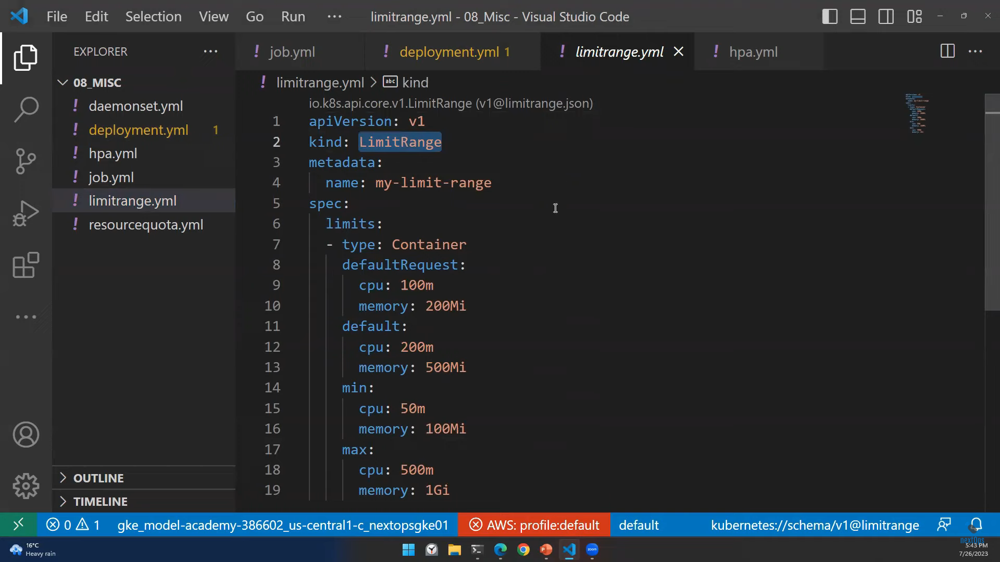 File Edit Selection View Go Run ··· limitrange.yml - 08_Misc - Visual Studio Code
EXPLORER ···
08_MISC
daemonset.yml
deployment.yml 1
hpa.yml
job.yml
limitrange.yml
resourcequota.yml
OUTLINE
TIMELINE
! job.yml ! deployment.yml 1 ! limitrange.yml ! hpa.yml ···
! limitrange.yml > abc kind
io.k8s.api.core.v1.LimitRange (v1@limitrange.json)
1 apiVersion: v1
2 kind: LimitRange
3 metadata:
4 name: my-limit-range
5 spec:
6 limits:
7 - type: Container
8 defaultRequest:
9 cpu: 100m
10 memory: 200Mi
11 default:
12 cpu: 200m
13 memory: 500Mi
14 min:
15 cpu: 50m
16 memory: 100Mi
17 max:
18 cpu: 500m
19 memory: 1Gi
0 1 gke_model-academy-386602_us-central1-c_nextopsgke01 AWS: profile:default default kubernetes://schema/v1@limitrange
16°C
Heavy rain
zoom
nextOps
5:43 PM
7/26/2023